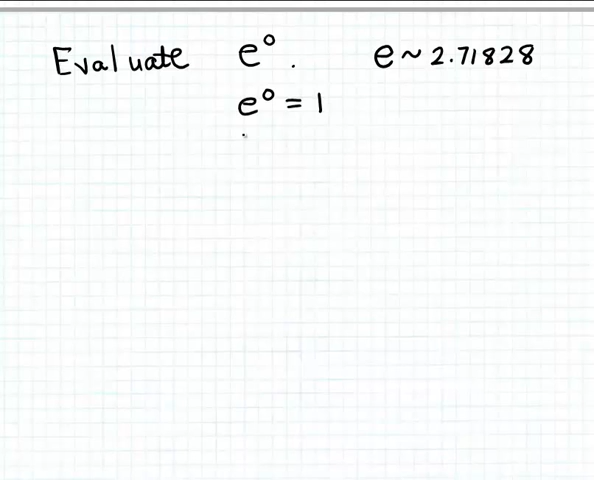 Evaluate e⁰. e ~ 2.71828
e⁰ = 1